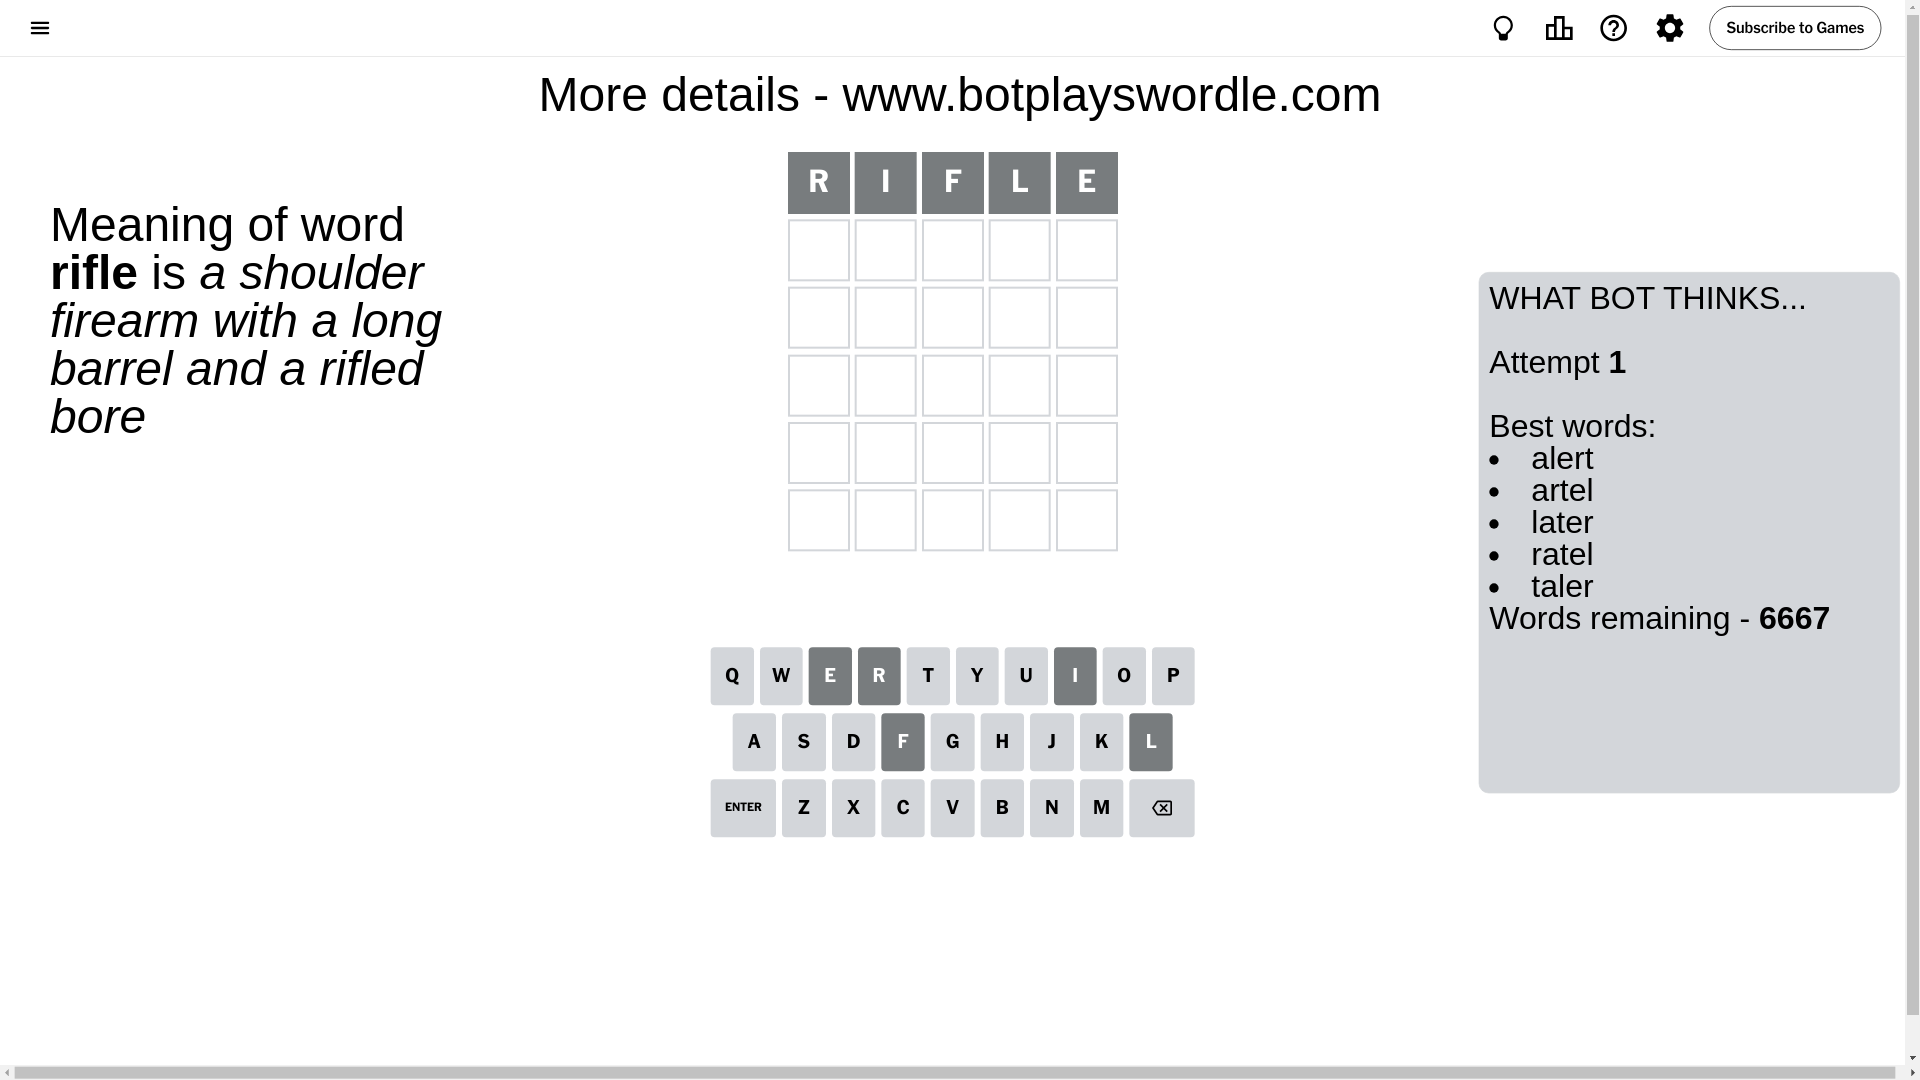 Subscribe to Games
More details - www.botplayswordle.com
Meaning of word
rifle is a shoulder
firearm with a long
barrel and a rifled
bore
R I F L E
WHAT BOT THINKS...
Attempt 1
Best words:
• alert
• artel
• later
• ratel
• taler
Words remaining - 6667
Q W E R T Y U I O P
A S D F G H J K L
ENTER Z X C V B N M